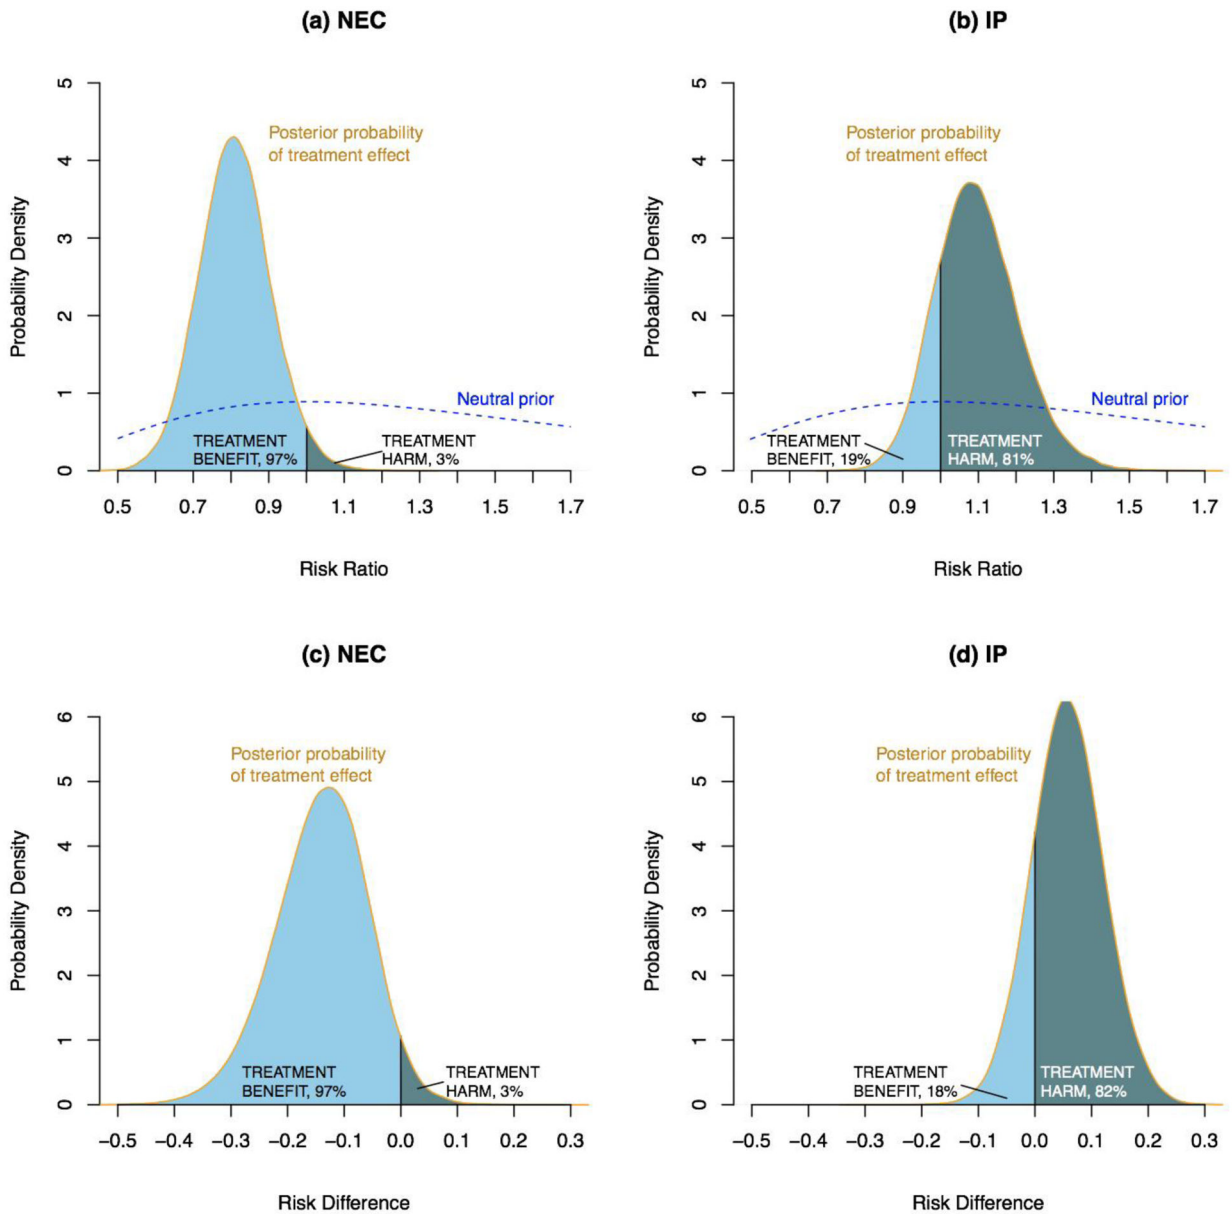 (a) NEC
Probability Density
5
4
3
2
1
0
Posterior probability
of treatment effect
Neutral prior
TREATMENT
BENEFIT, 97%
TREATMENT
HARM, 3%
0.5 0.7 0.9 1.1 1.3 1.5 1.7
Risk Ratio
(b) IP
Probability Density
5
4
3
2
1
0
Posterior probability
of treatment effect
Neutral prior
TREATMENT
BENEFIT, 19%
TREATMENT
HARM, 81%
0.5 0.7 0.9 1.1 1.3 1.5 1.7
Risk Ratio
(c) NEC
Probability Density
6
5
4
3
2
1
0
Posterior probability
of treatment effect
TREATMENT
BENEFIT, 97%
TREATMENT
HARM, 3%
−0.5 −0.4 −0.3 −0.2 −0.1 0.0 0.1 0.2 0.3
Risk Difference
(d) IP
Probability Density
6
5
4
3
2
1
0
Posterior probability
of treatment effect
TREATMENT
BENEFIT, 18%
TREATMENT
HARM, 82%
−0.5 −0.4 −0.3 −0.2 −0.1 0.0 0.1 0.2 0.3
Risk Difference